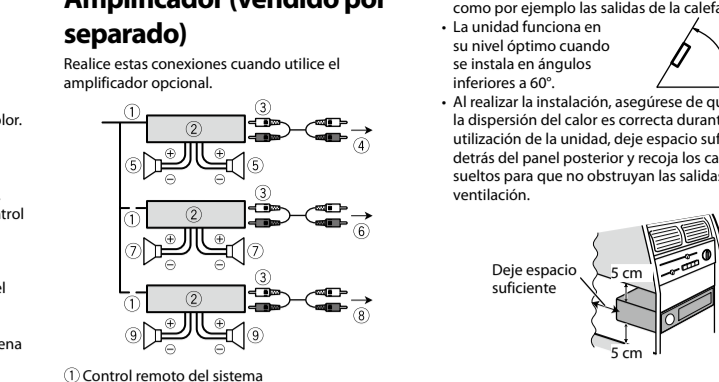 olor.
trol
el
ena
Amplificador (vendido por
separado)
Realice estas conexiones cuando utilice el
amplificador opcional.
① ② ③ ④
⑤ ⊕ ⊖ ⊕ ⊖ ⑤
① ② ③ ⑥
⑦ ⊕ ⊖ ⊕ ⊖ ⑦
① ② ③ ⑧
⑨ ⊕ ⊖ ⊕ ⊖ ⑨
① Control remoto del sistema
como por ejemplo las salidas de la calefa
• La unidad funciona en
su nivel óptimo cuando
se instala en ángulos
inferiores a 60°.
• Al realizar la instalación, asegúrese de qu
la dispersión del calor es correcta durant
utilización de la unidad, deje espacio suf
detrás del panel posterior y recoja los ca
sueltos para que no obstruyan las salidas
ventilación.
Deje espacio
suficiente
5 cm
5 cm